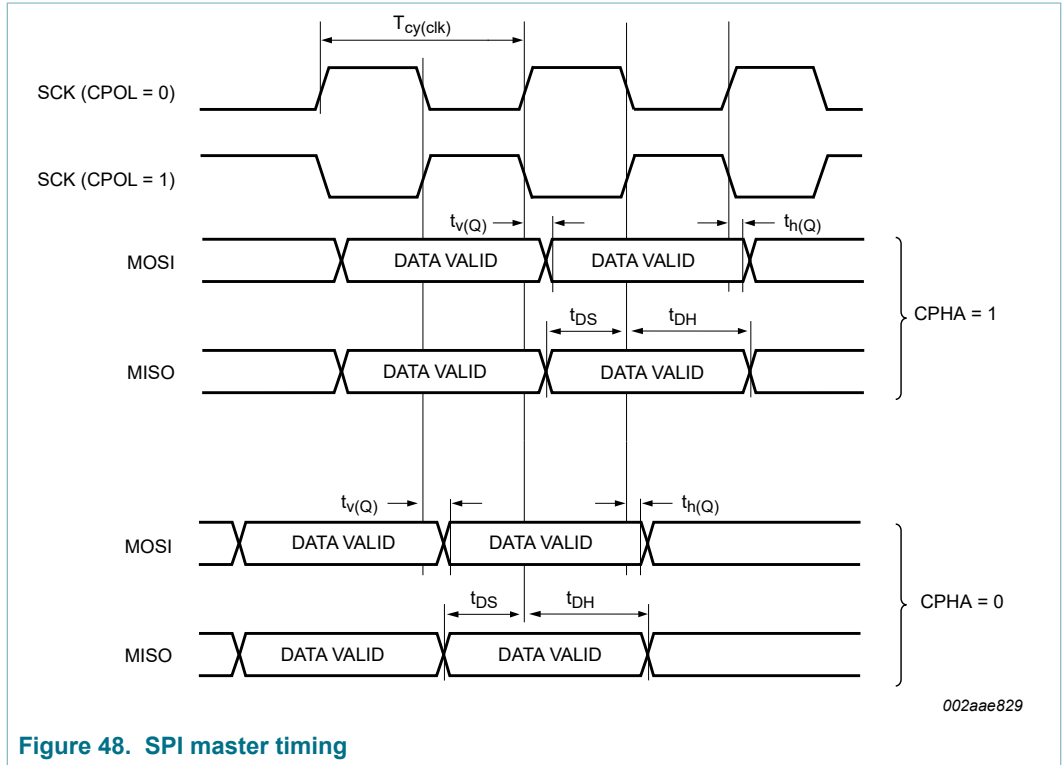 Tcy(clk)
SCK (CPOL = 0)
SCK (CPOL = 1)
tv(Q) th(Q)
MOSI DATA VALID DATA VALID
CPHA = 1
tDS tDH
MISO DATA VALID DATA VALID
tv(Q) th(Q)
MOSI DATA VALID DATA VALID
tDS tDH
CPHA = 0
MISO DATA VALID DATA VALID
002aae829
Figure 48. SPI master timing